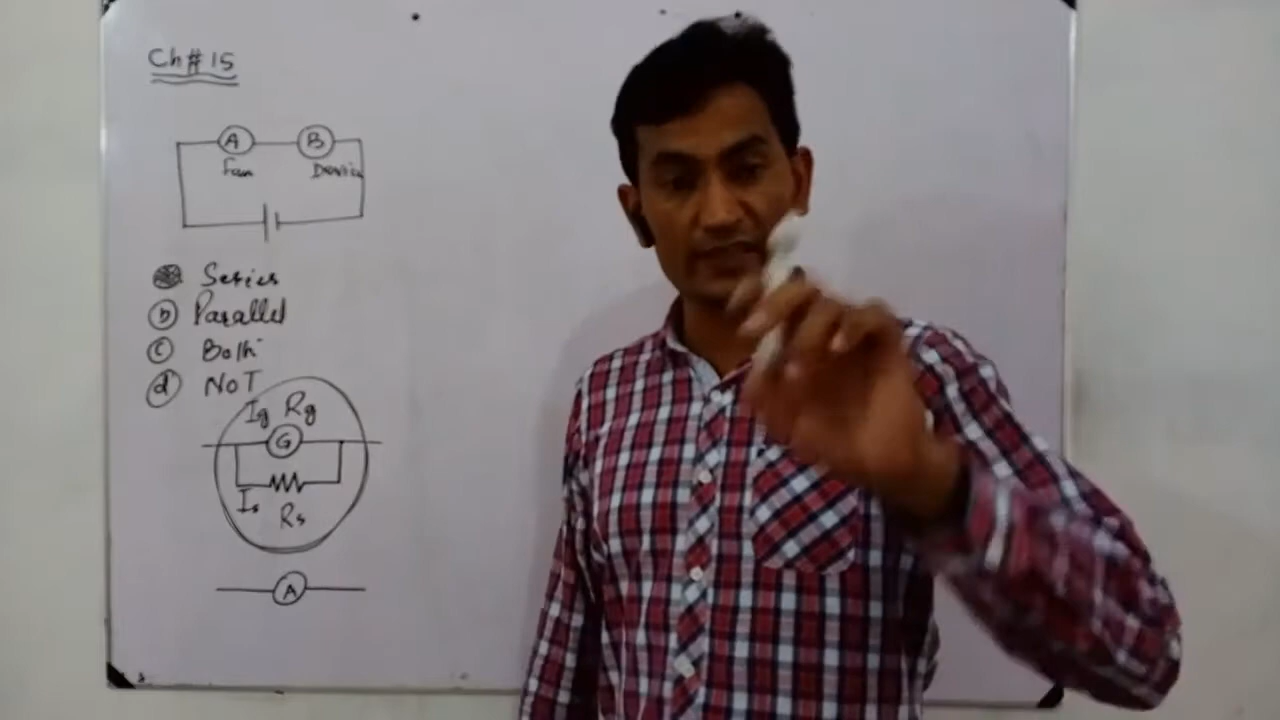 Ch# 15
A B
Fan Device
Series
b Parallel
c Both
d NOT
Ig Rg
G
Is
Rs
A